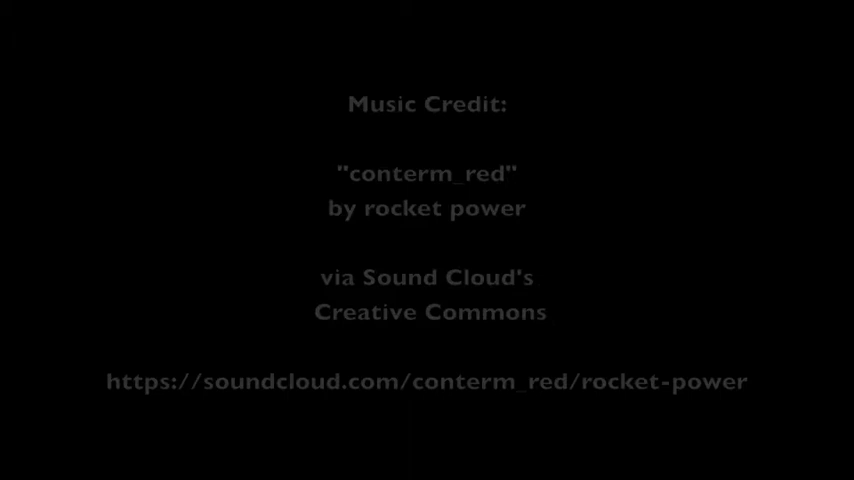 Music Credit:
"conterm_red"
by rocket power
via Sound Cloud's
Creative Commons
https://soundcloud.com/conterm_red/rocket-power